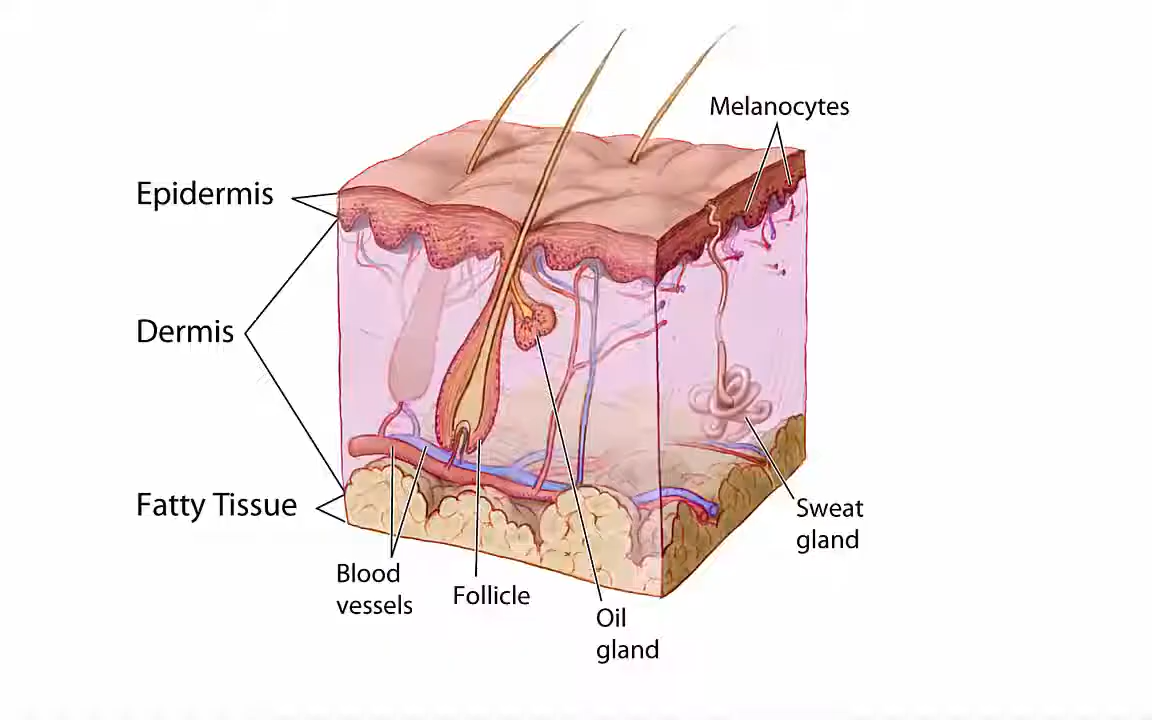 Melanocytes
Epidermis
Dermis
Fatty Tissue
Sweat
gland
Blood
vessels
Follicle
Oil
gland